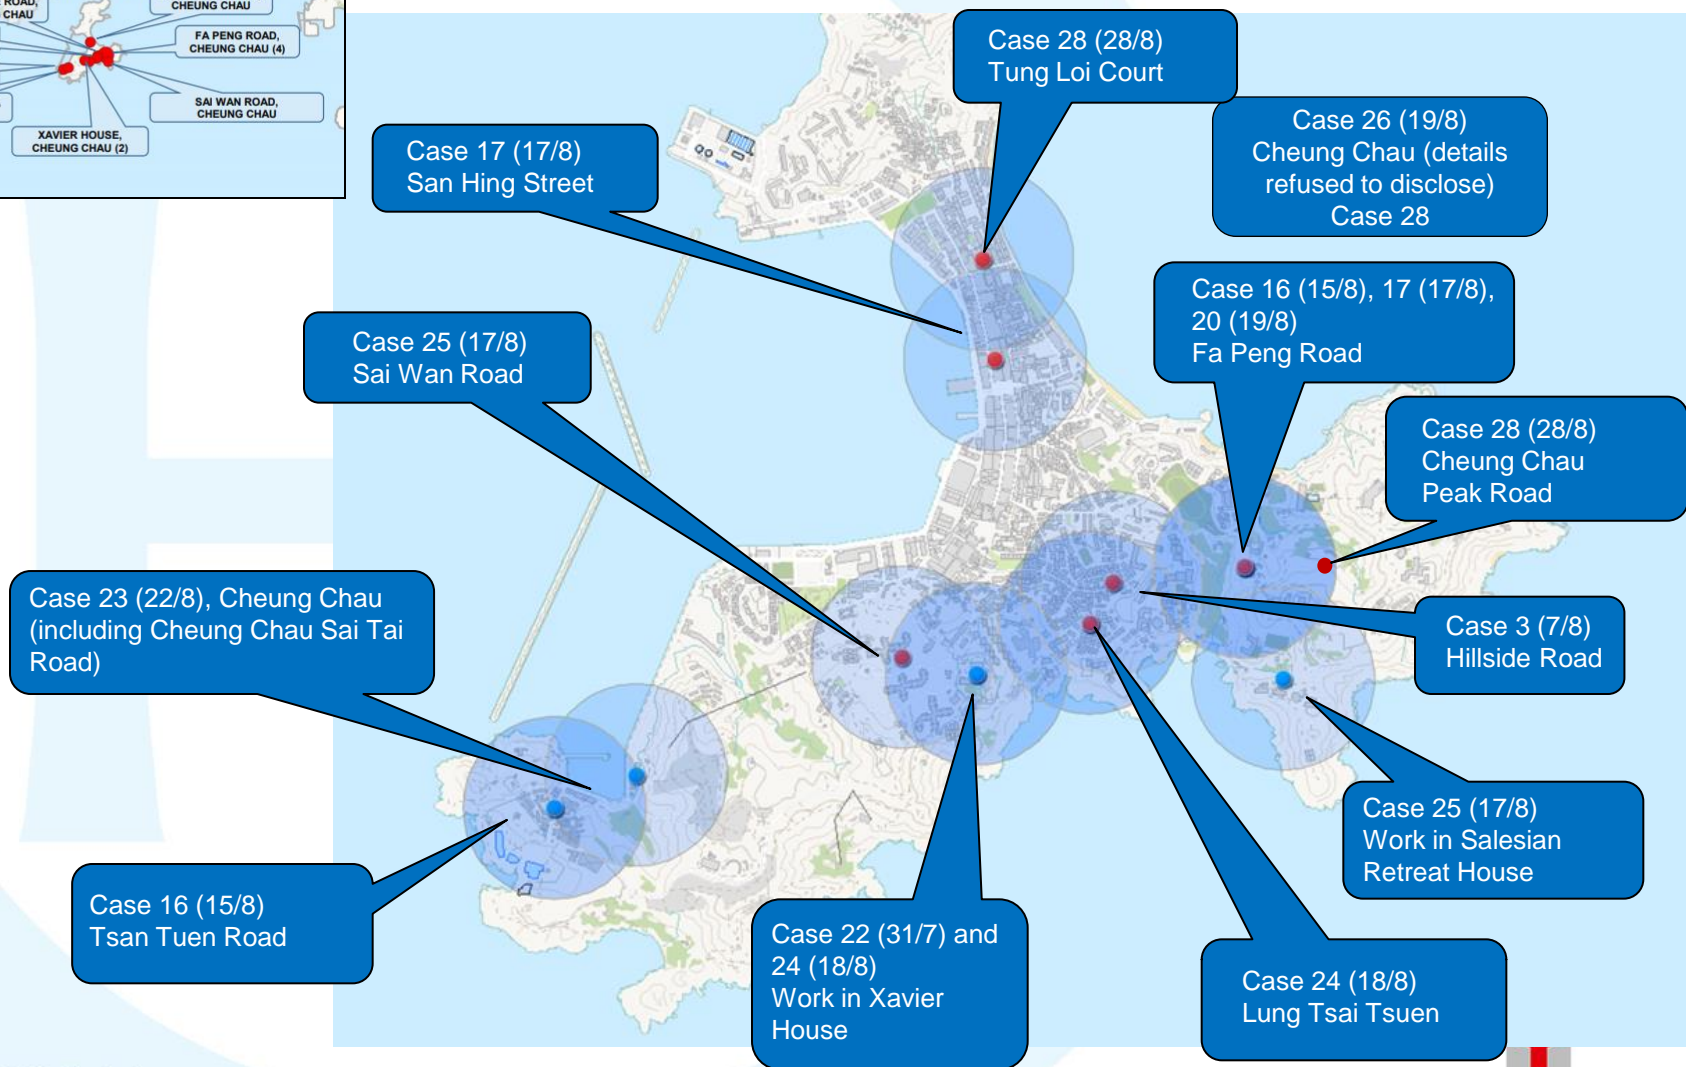 ROAD,
CHAU
CHEUNG CHAU
FA PENG ROAD,
CHEUNG CHAU (4)
SAI WAN ROAD,
CHEUNG CHAU
XAVIER HOUSE,
CHEUNG CHAU (2)
Case 28 (28/8)
Tung Loi Court
Case 26 (19/8)
Cheung Chau (details
refused to disclose)
Case 28
Case 17 (17/8)
San Hing Street
Case 16 (15/8), 17 (17/8),
20 (19/8)
Fa Peng Road
Case 25 (17/8)
Sai Wan Road
Case 28 (28/8)
Cheung Chau
Peak Road
Case 23 (22/8), Cheung Chau
(including Cheung Chau Sai Tai
Road)
Case 3 (7/8)
Hillside Road
Case 25 (17/8)
Work in Salesian
Retreat House
Case 16 (15/8)
Tsan Tuen Road
Case 22 (31/7) and
24 (18/8)
Work in Xavier
House
Case 24 (18/8)
Lung Tsai Tsuen